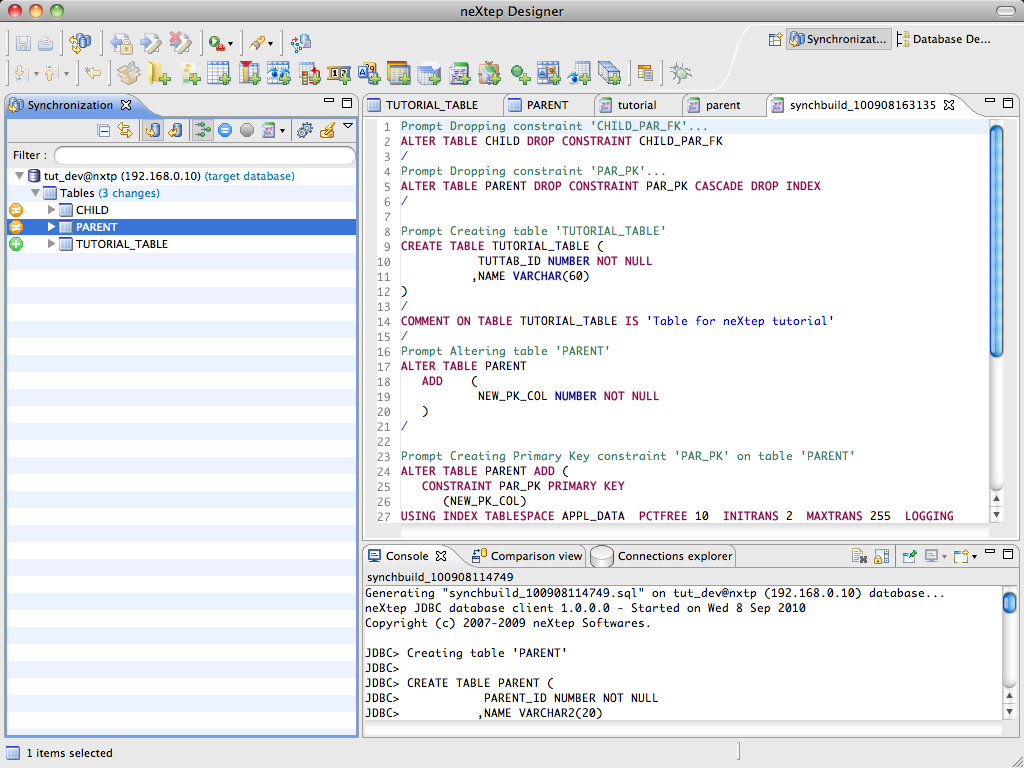 neXtep Designer
Synchronizat...
Database De...
Synchronization
Filter :
tut_dev@nxtp (192.168.0.10) (target database)
Tables (3 changes)
CHILD
PARENT
TUTORIAL_TABLE
TUTORIAL_TABLE
PARENT
tutorial
parent
synchbuild_100908163135
1 Prompt Dropping constraint 'CHILD_PAR_FK'...
2 ALTER TABLE CHILD DROP CONSTRAINT CHILD_PAR_FK
3 /
4 Prompt Dropping constraint 'PAR_PK'...
5 ALTER TABLE PARENT DROP CONSTRAINT PAR_PK CASCADE DROP INDEX
6 /
7
8 Prompt Creating table 'TUTORIAL_TABLE'
9 CREATE TABLE TUTORIAL_TABLE (
10 TUTTAB_ID NUMBER NOT NULL
11 ,NAME VARCHAR(60)
12 )
13 /
14 COMMENT ON TABLE TUTORIAL_TABLE IS 'Table for neXtep tutorial'
15 /
16 Prompt Altering table 'PARENT'
17 ALTER TABLE PARENT
18 ADD (
19 NEW_PK_COL NUMBER NOT NULL
20 )
21 /
22
23 Prompt Creating Primary Key constraint 'PAR_PK' on table 'PARENT'
24 ALTER TABLE PARENT ADD (
25 CONSTRAINT PAR_PK PRIMARY KEY
26 (NEW_PK_COL)
27 USING INDEX TABLESPACE APPL_DATA PCTFREE 10 INITRANS 2 MAXTRANS 255 LOGGING
Console
Comparison view
Connections explorer
synchbuild_100908114749
Generating "synchbuild_100908114749.sql" on tut_dev@nxtp (192.168.0.10) database...
neXtep JDBC database client 1.0.0.0 - Started on Wed 8 Sep 2010
Copyright (c) 2007-2009 neXtep Softwares.
JDBC> Creating table 'PARENT'
JDBC>
JDBC> CREATE TABLE PARENT (
JDBC> PARENT_ID NUMBER NOT NULL
JDBC> ,NAME VARCHAR2(20)
1 items selected